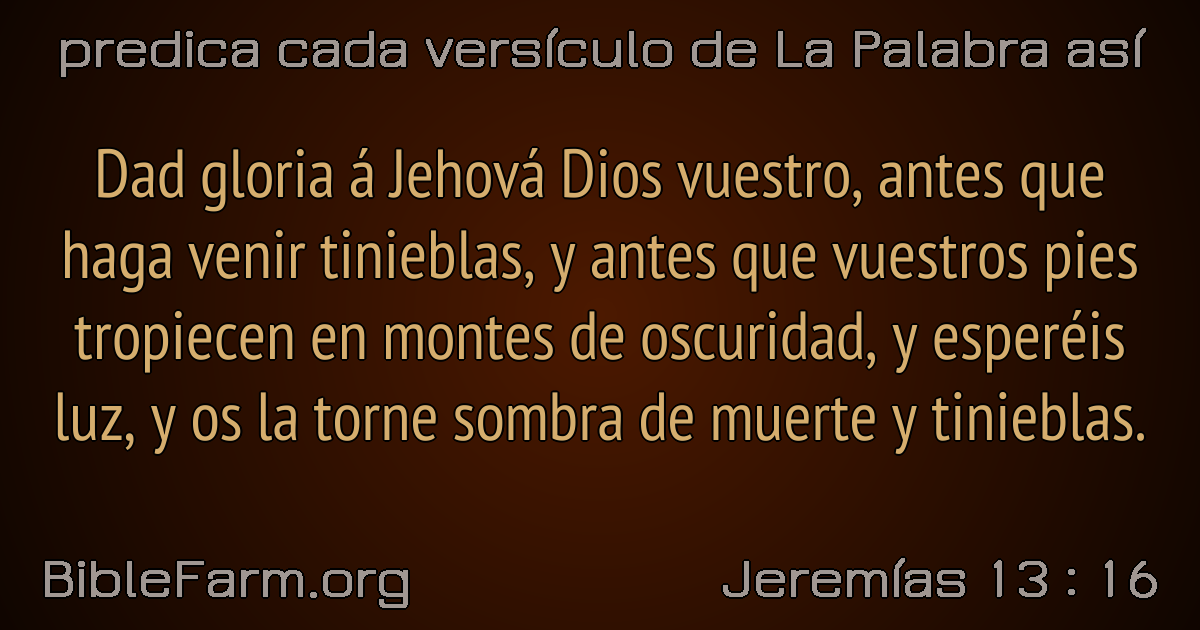 predica cada versículo de La Palabra así
Dad gloria á Jehová Dios vuestro, antes que
haga venir tinieblas, y antes que vuestros pies
tropiecen en montes de oscuridad, y esperéis
luz, y os la torne sombra de muerte y tinieblas.
BibleFarm.org
Jeremías 13 : 16